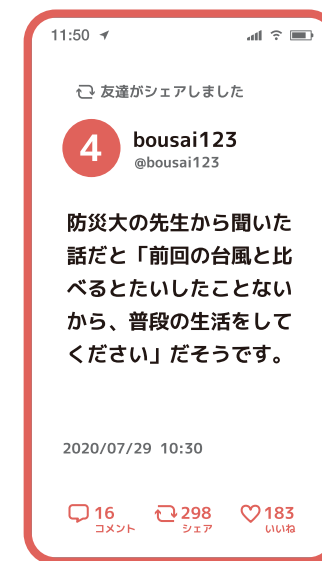 11:50
友達がシェアしました
4
bousai123
@bousai123
防災大の先生から聞いた
話だと「前回の台風と比
べるとたいしたことない
から、普段の生活をして
ください」だそうです。
2020/07/29 10:30
16 298 183
コメント シェア いいね